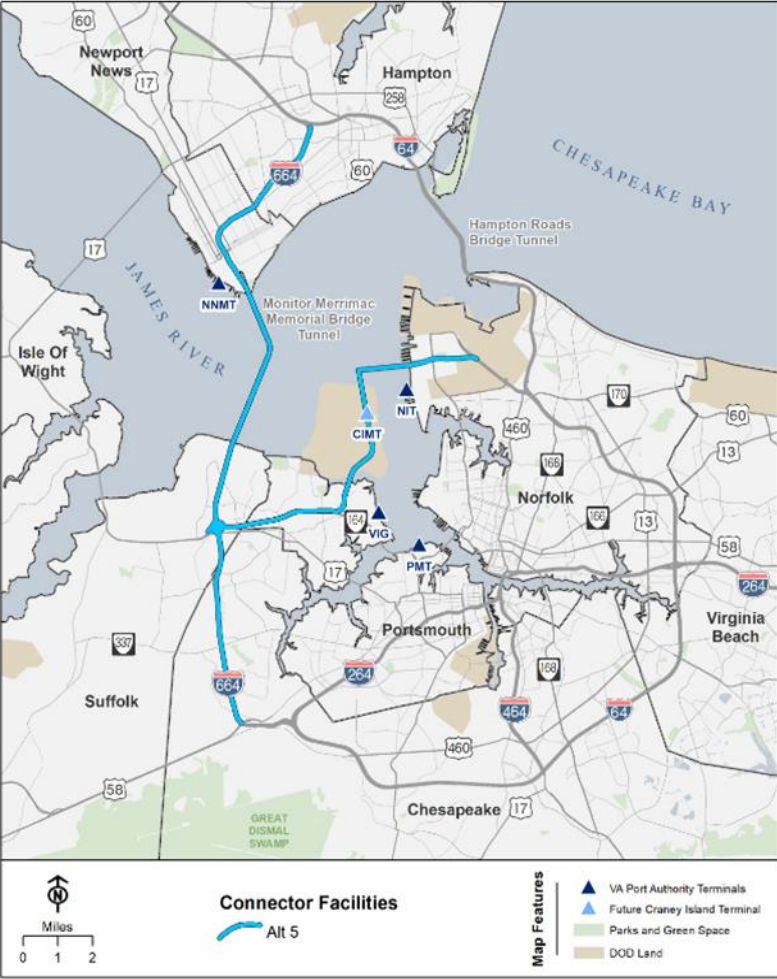 60
Newport
News
17
Hampton
258
64
664
60
CHESAPEAKE BAY
Hampton Roads
Bridge Tunnel
17
JAMES RIVER
NNMT
Monitor Merrimac
Memorial Bridge
Tunnel
Isle Of
Wight
NIT
170
CIMT
460
60
13
168
Norfolk
164
VIG
166
13
58
PMT
17
264
Portsmouth
Virginia
Beach
337
264
168
664
Suffolk
464
64
460
58
Chesapeake
17
GREAT
DISMAL
SWAMP
N
Miles
0 1 2
Connector Facilities
Alt 5
Map Features
VA Port Authority Terminals
Future Craney Island Terminal
Parks and Green Space
DOD Land